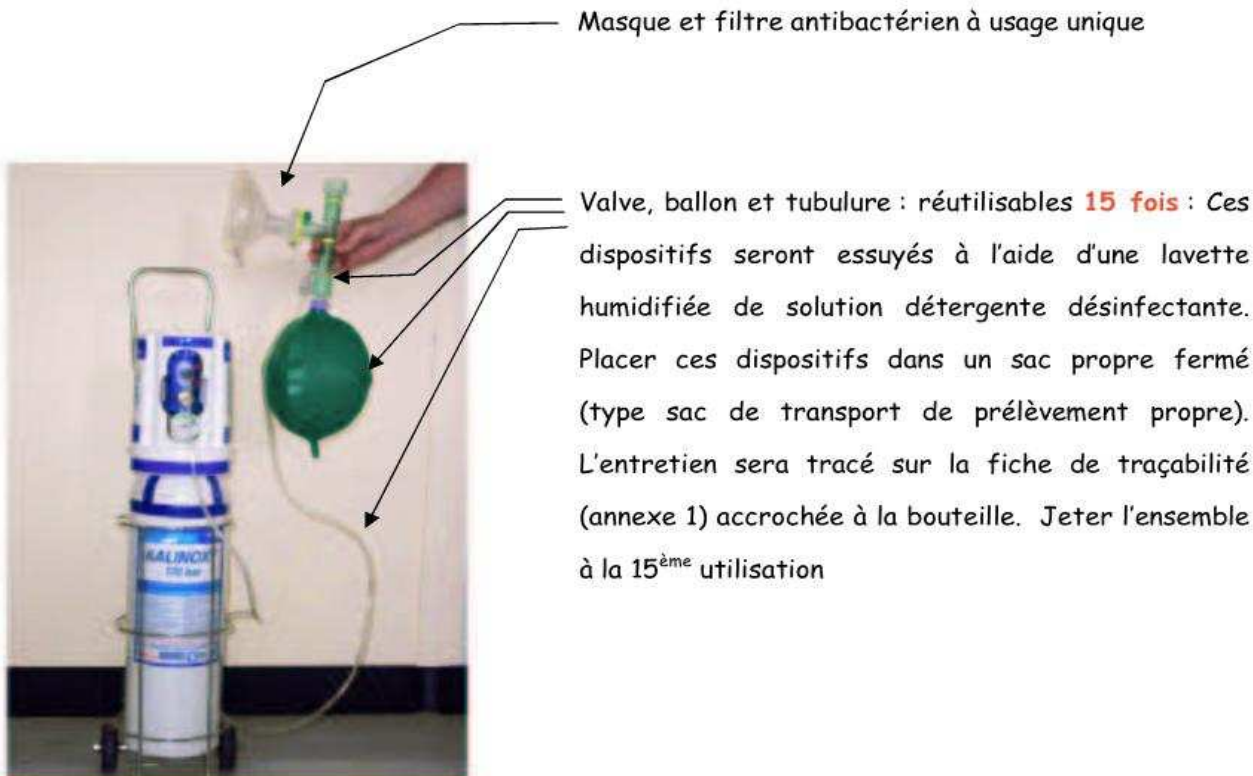 Masque et filtre antibactérien à usage unique
Valve, ballon et tubulure : réutilisables 15 fois : Ces
dispositifs seront essuyés à l'aide d'une lavette
humidifiée de solution détergente désinfectante.
Placer ces dispositifs dans un sac propre fermé
(type sac de transport de prélèvement propre).
L'entretien sera tracé sur la fiche de traçabilité
(annexe 1) accrochée à la bouteille. Jeter l'ensemble
à la 15ème utilisation
KALINOX
170 bar